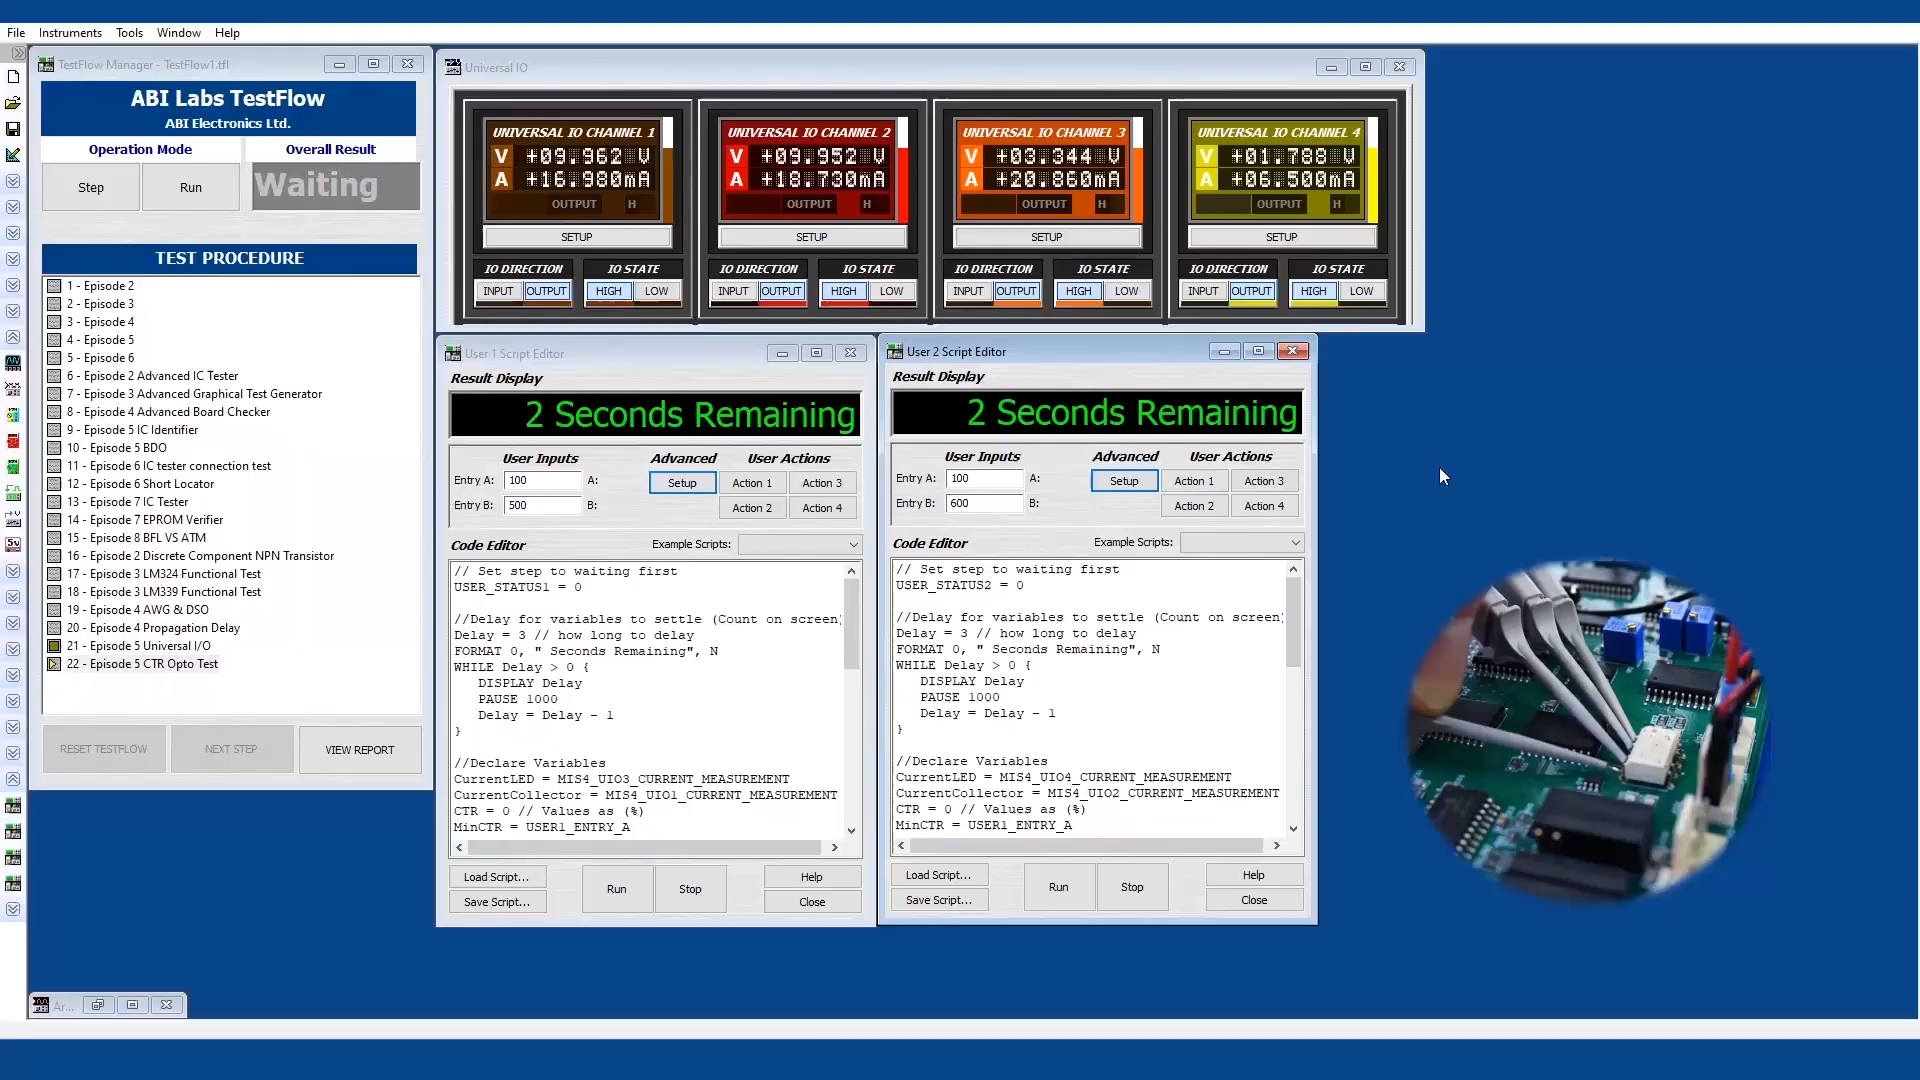 File Instruments Tools Window Help
TestFlow Manager - TestFlow1.tfl
ABI Labs TestFlow
ABI Electronics Ltd.
Operation Mode Overall Result
Step Run Waiting
TEST PROCEDURE
1 - Episode 2
2 - Episode 3
3 - Episode 4
4 - Episode 5
5 - Episode 6
6 - Episode 2 Advanced IC Tester
7 - Episode 3 Advanced Graphical Test Generator
8 - Episode 4 Advanced Board Checker
9 - Episode 5 IC Identifier
10 - Episode 5 BDO
11 - Episode 6 IC tester connection test
12 - Episode 6 Short Locator
13 - Episode 7 IC Tester
14 - Episode 7 EPROM Verifier
15 - Episode 8 BFL VS ATM
16 - Episode 2 Discrete Component NPN Transistor
17 - Episode 3 LM324 Functional Test
18 - Episode 3 LM339 Functional Test
19 - Episode 4 AWG & DSO
20 - Episode 4 Propagation Delay
21 - Episode 5 Universal I/O
22 - Episode 5 CTR Opto Test
RESET TESTFLOW NEXT STEP VIEW REPORT
Universal IO
UNIVERSAL IO CHANNEL 1
V +09.962 V
A +16.980mA
OUTPUT H
SETUP
IO DIRECTION IO STATE
INPUT OUTPUT HIGH LOW
UNIVERSAL IO CHANNEL 2
V +09.952 V
A +18.730mA
OUTPUT H
SETUP
IO DIRECTION IO STATE
INPUT OUTPUT HIGH LOW
UNIVERSAL IO CHANNEL 3
V +03.344 V
A +20.860mA
OUTPUT H
SETUP
IO DIRECTION IO STATE
INPUT OUTPUT HIGH LOW
UNIVERSAL IO CHANNEL 4
V +01.788 V
A +06.500mA
OUTPUT H
SETUP
IO DIRECTION IO STATE
INPUT OUTPUT HIGH LOW
User 1 Script Editor
Result Display
2 Seconds Remaining
User Inputs Advanced User Actions
Entry A: 100 A: Setup Action 1 Action 3
Entry B: 500 B: Action 2 Action 4
Code Editor Example Scripts:
// Set step to waiting first
USER_STATUS1 = 0
//Delay for variables to settle (Count on screen)
Delay = 3 // how long to delay
FORMAT 0, " Seconds Remaining", N
WHILE Delay > 0 {
DISPLAY Delay
PAUSE 1000
Delay = Delay - 1
}
//Declare Variables
CurrentLED = MIS4_UIO3_CURRENT_MEASUREMENT
CurrentCollector = MIS4_UIO1_CURRENT_MEASUREMENT
CTR = 0 // Values as (%)
MinCTR = USER1_ENTRY_A
Load Script... Run Stop Help
Save Script... Close
User 2 Script Editor
Result Display
2 Seconds Remaining
User Inputs Advanced User Actions
Entry A: 100 A: Setup Action 1 Action 3
Entry B: 600 B: Action 2 Action 4
Code Editor Example Scripts:
// Set step to waiting first
USER_STATUS2 = 0
//Delay for variables to settle (Count on screen)
Delay = 3 // how long to delay
FORMAT 0, " Seconds Remaining", N
WHILE Delay > 0 {
DISPLAY Delay
PAUSE 1000
Delay = Delay - 1
}
//Declare Variables
CurrentLED = MIS4_UIO4_CURRENT_MEASUREMENT
CurrentCollector = MIS4_UIO2_CURRENT_MEASUREMENT
CTR = 0 // Values as (%)
MinCTR = USER1_ENTRY_A
Load Script... Run Stop Help
Save Script... Close
5V
Ar...